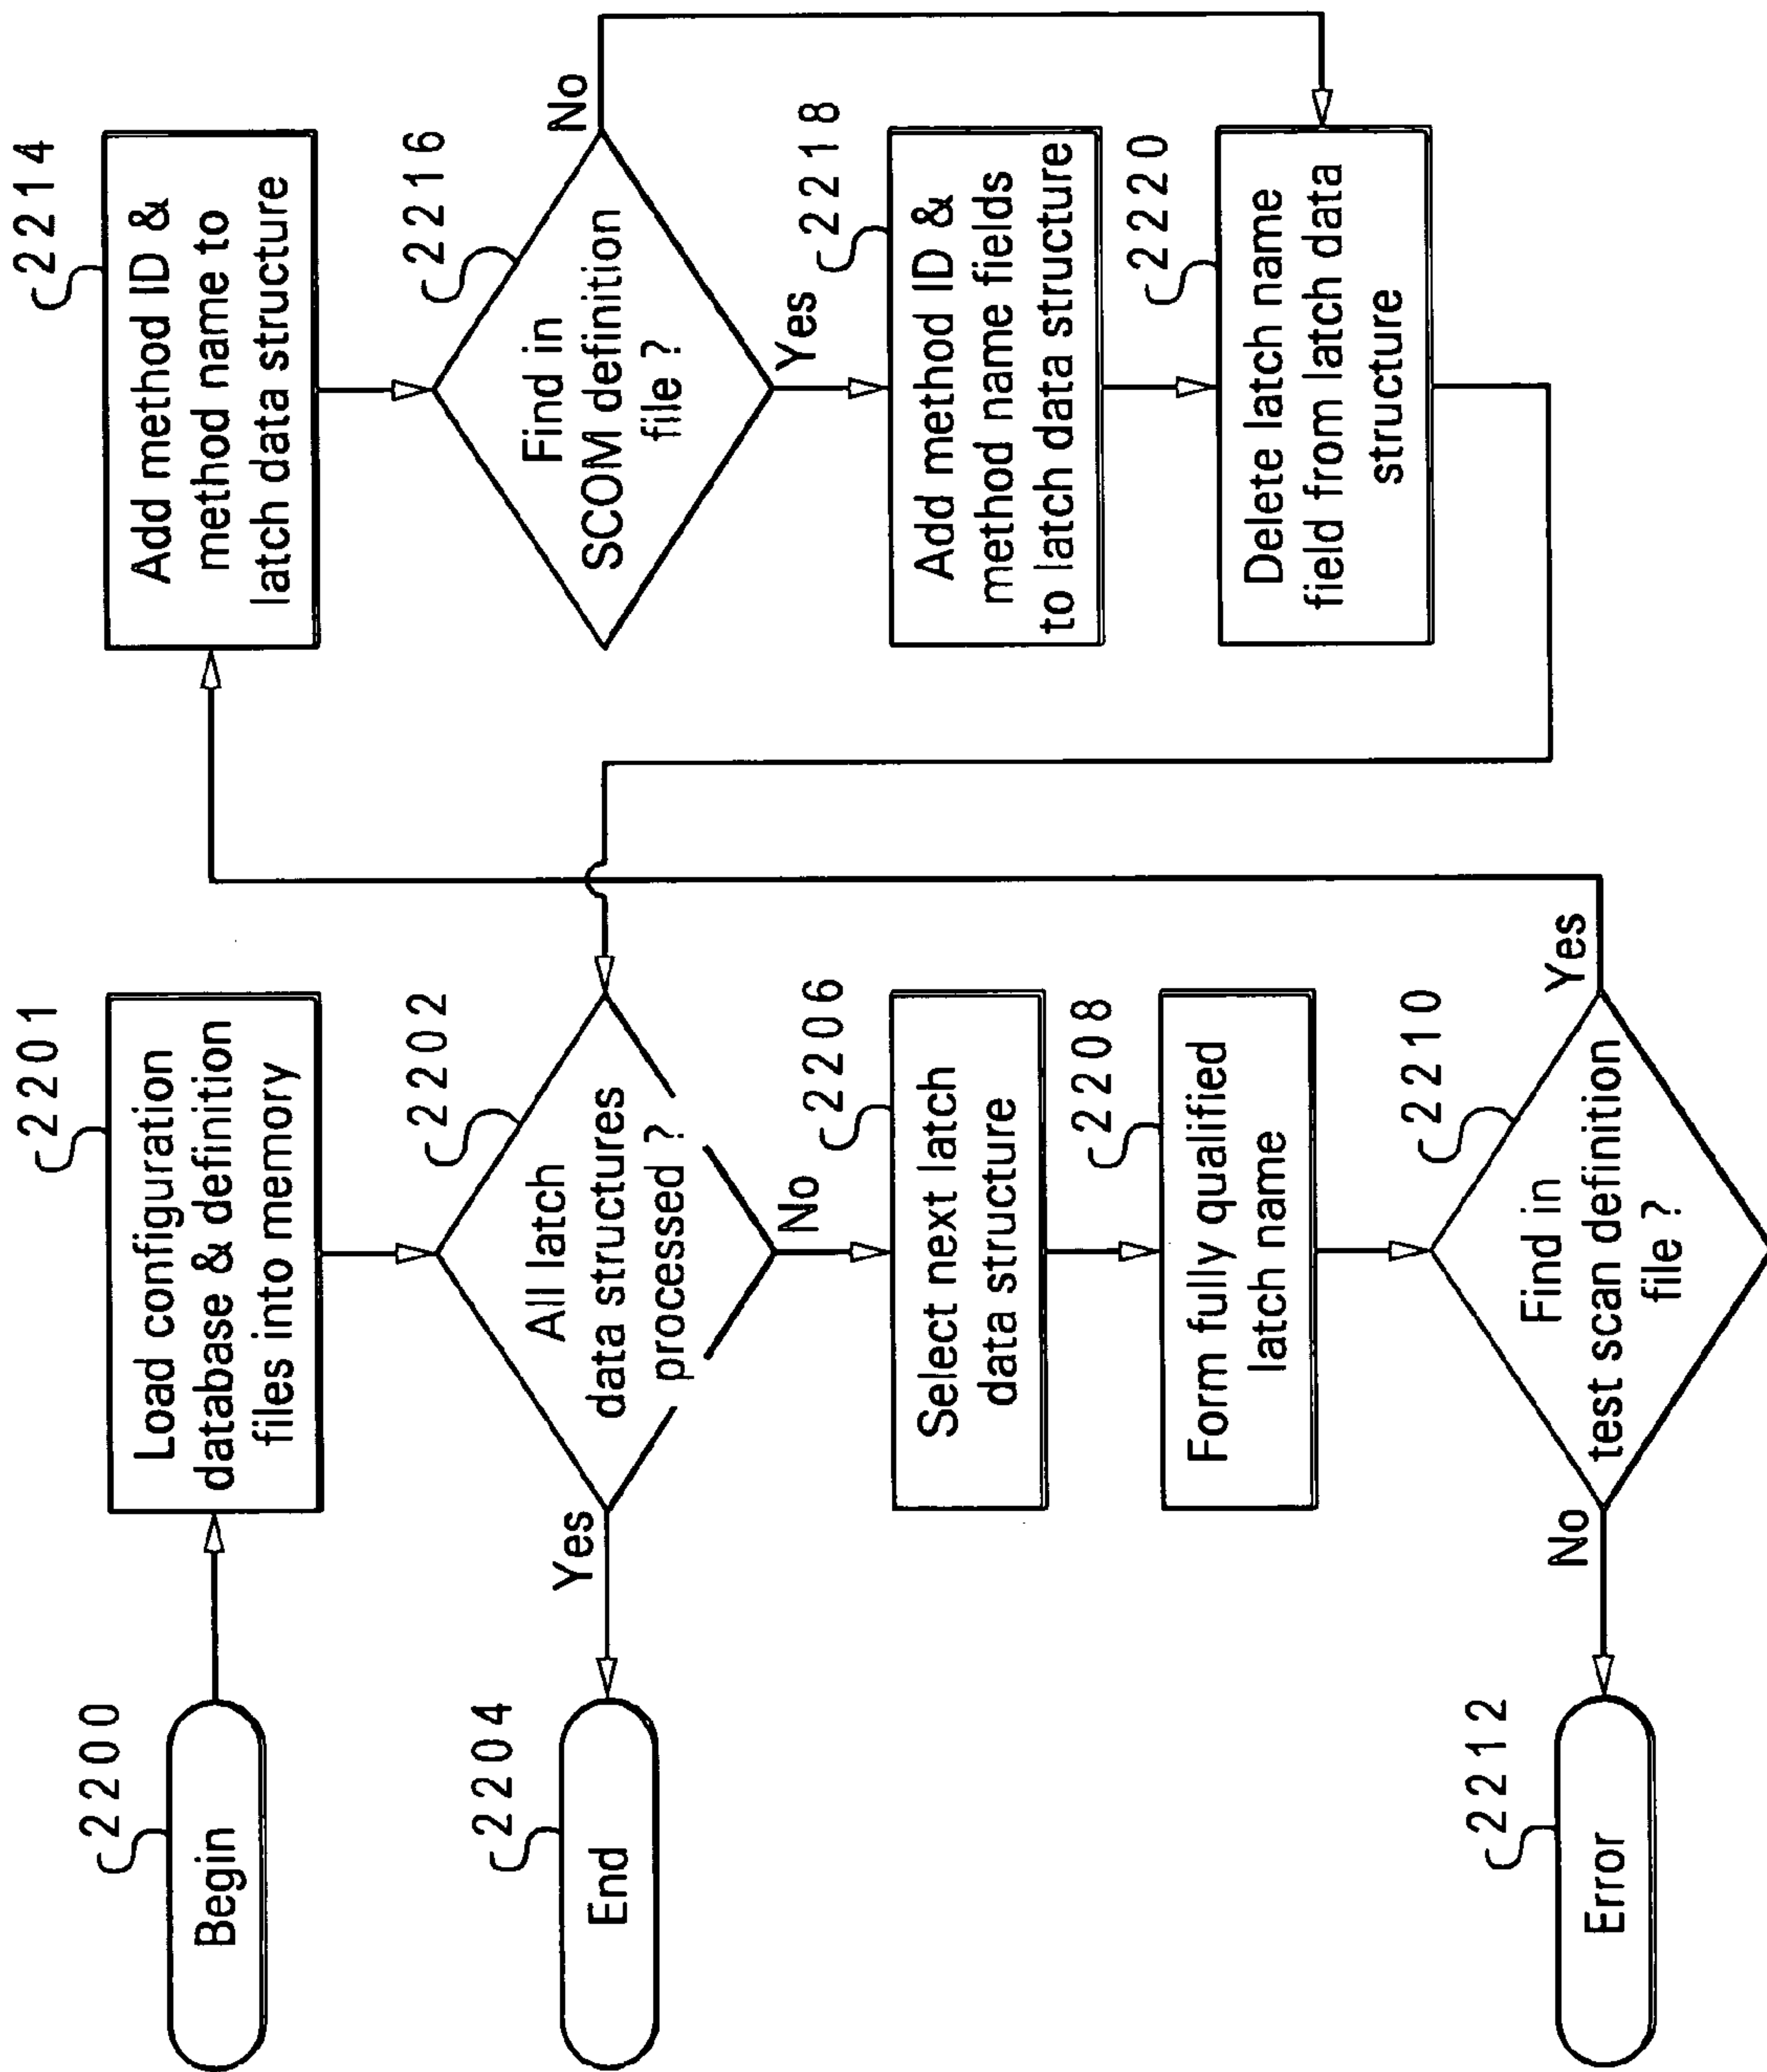 2200
Begin
2201
Load configuration
database & definition
files into memory
2202
All latch
data structures
processed ?
Yes
No
2204
End
2206
Select next latch
data structure
2208
Form fully qualified
latch name
2210
Find in
test scan definition
file ?
No
Yes
2212
Error
2214
Add method ID &
method name to
latch data structure
2216
Find in
SCOM definition
file ?
No
Yes
2218
Add method ID &
method name fields
to latch data structure
2220
Delete latch name
field from latch data
structure